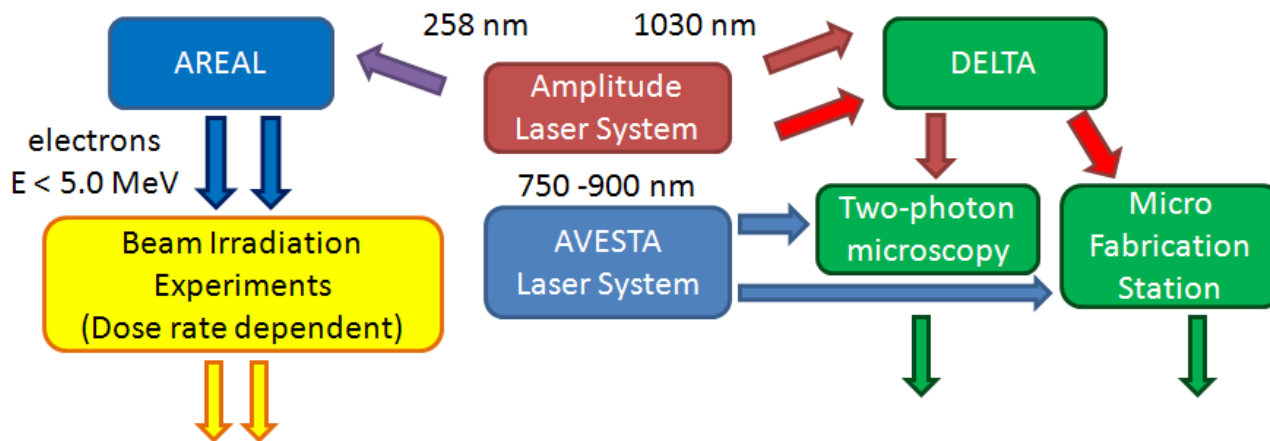 258 nm
1030 nm
AREAL
Amplitude
Laser System
DELTA
electrons
E < 5.0 MeV
750 -900 nm
Beam Irradiation
Experiments
(Dose rate dependent)
AVESTA
Laser System
Two-photon
microscopy
Micro
Fabrication
Station